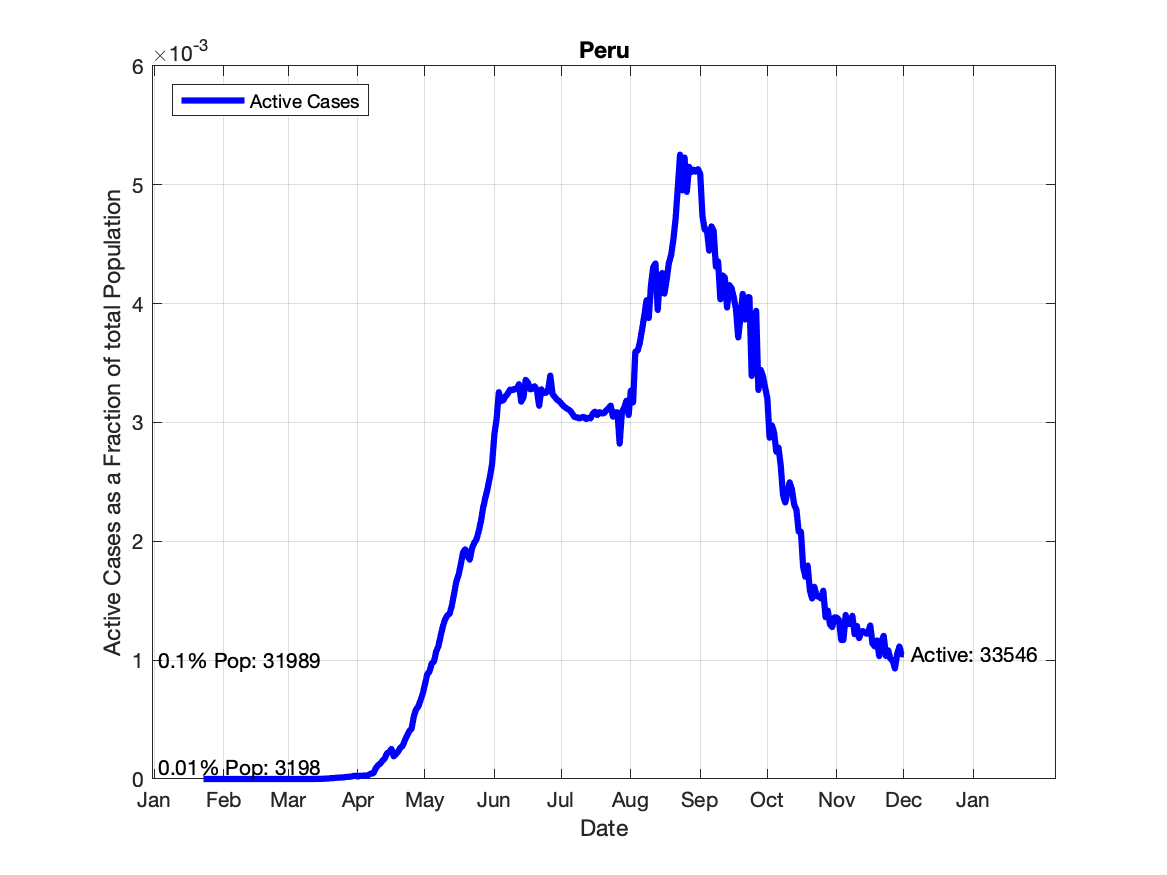 Peru
×10-3
Active Cases
6
5
4
3
2
1
0
Active Cases as a Fraction of total Population
0.1% Pop: 31989
0.01% Pop: 3198
Active: 33546
Jan Feb Mar Apr May Jun Jul Aug Sep Oct Nov Dec Jan
Date